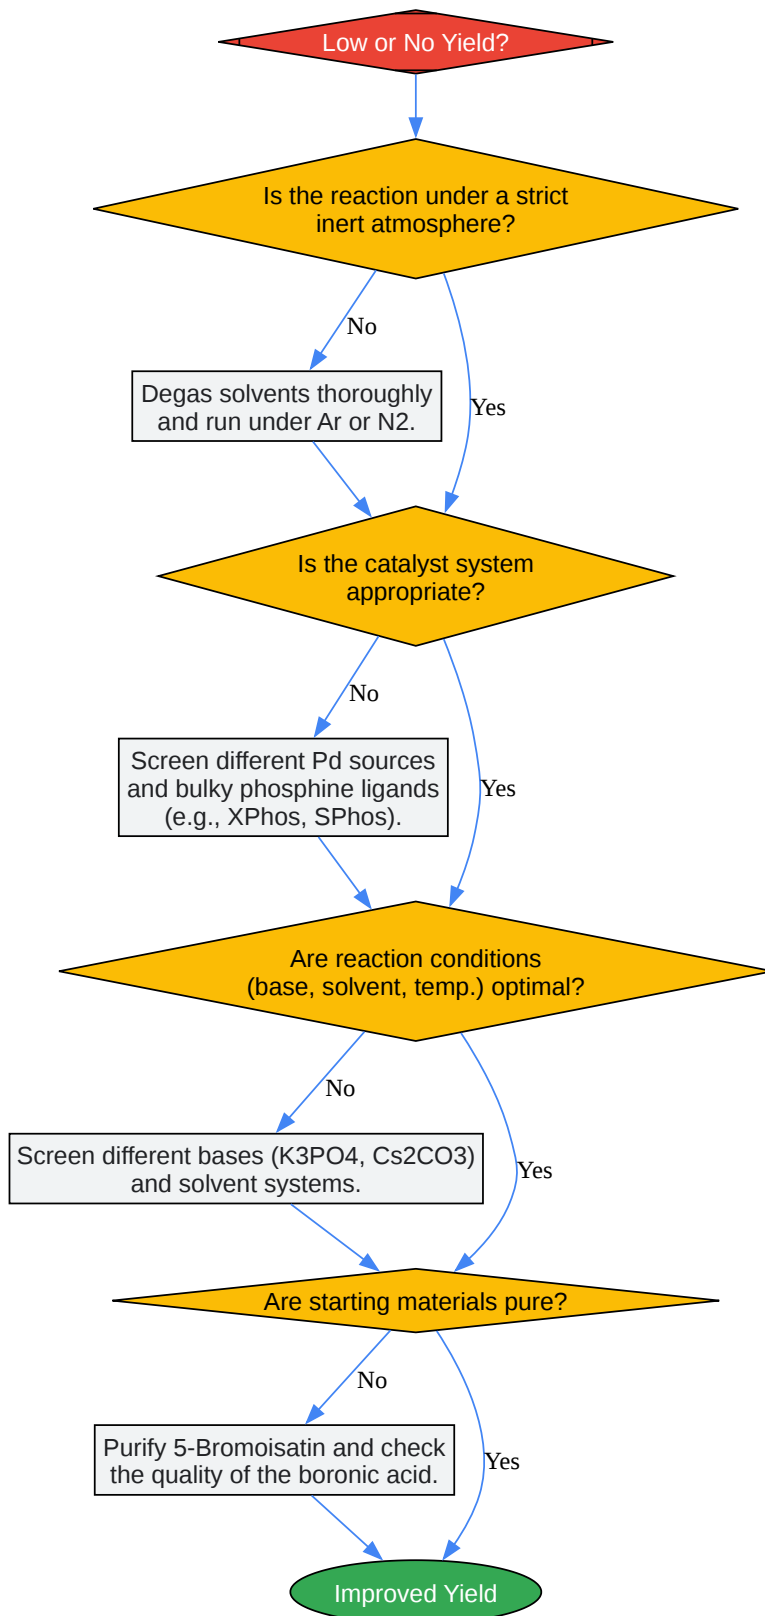 Low or No Yield?
Is the reaction under a strict
inert atmosphere?
No
Degas solvents thoroughly
and run under Ar or N2.
Yes
Is the catalyst system
appropriate?
No
Screen different Pd sources
and bulky phosphine ligands
(e.g., XPhos, SPhos).
Yes
Are reaction conditions
(base, solvent, temp.) optimal?
No
Screen different bases (K3PO4, Cs2CO3)
and solvent systems.
Yes
Are starting materials pure?
No
Purify 5-Bromoisatin and check
the quality of the boronic acid.
Yes
Improved Yield